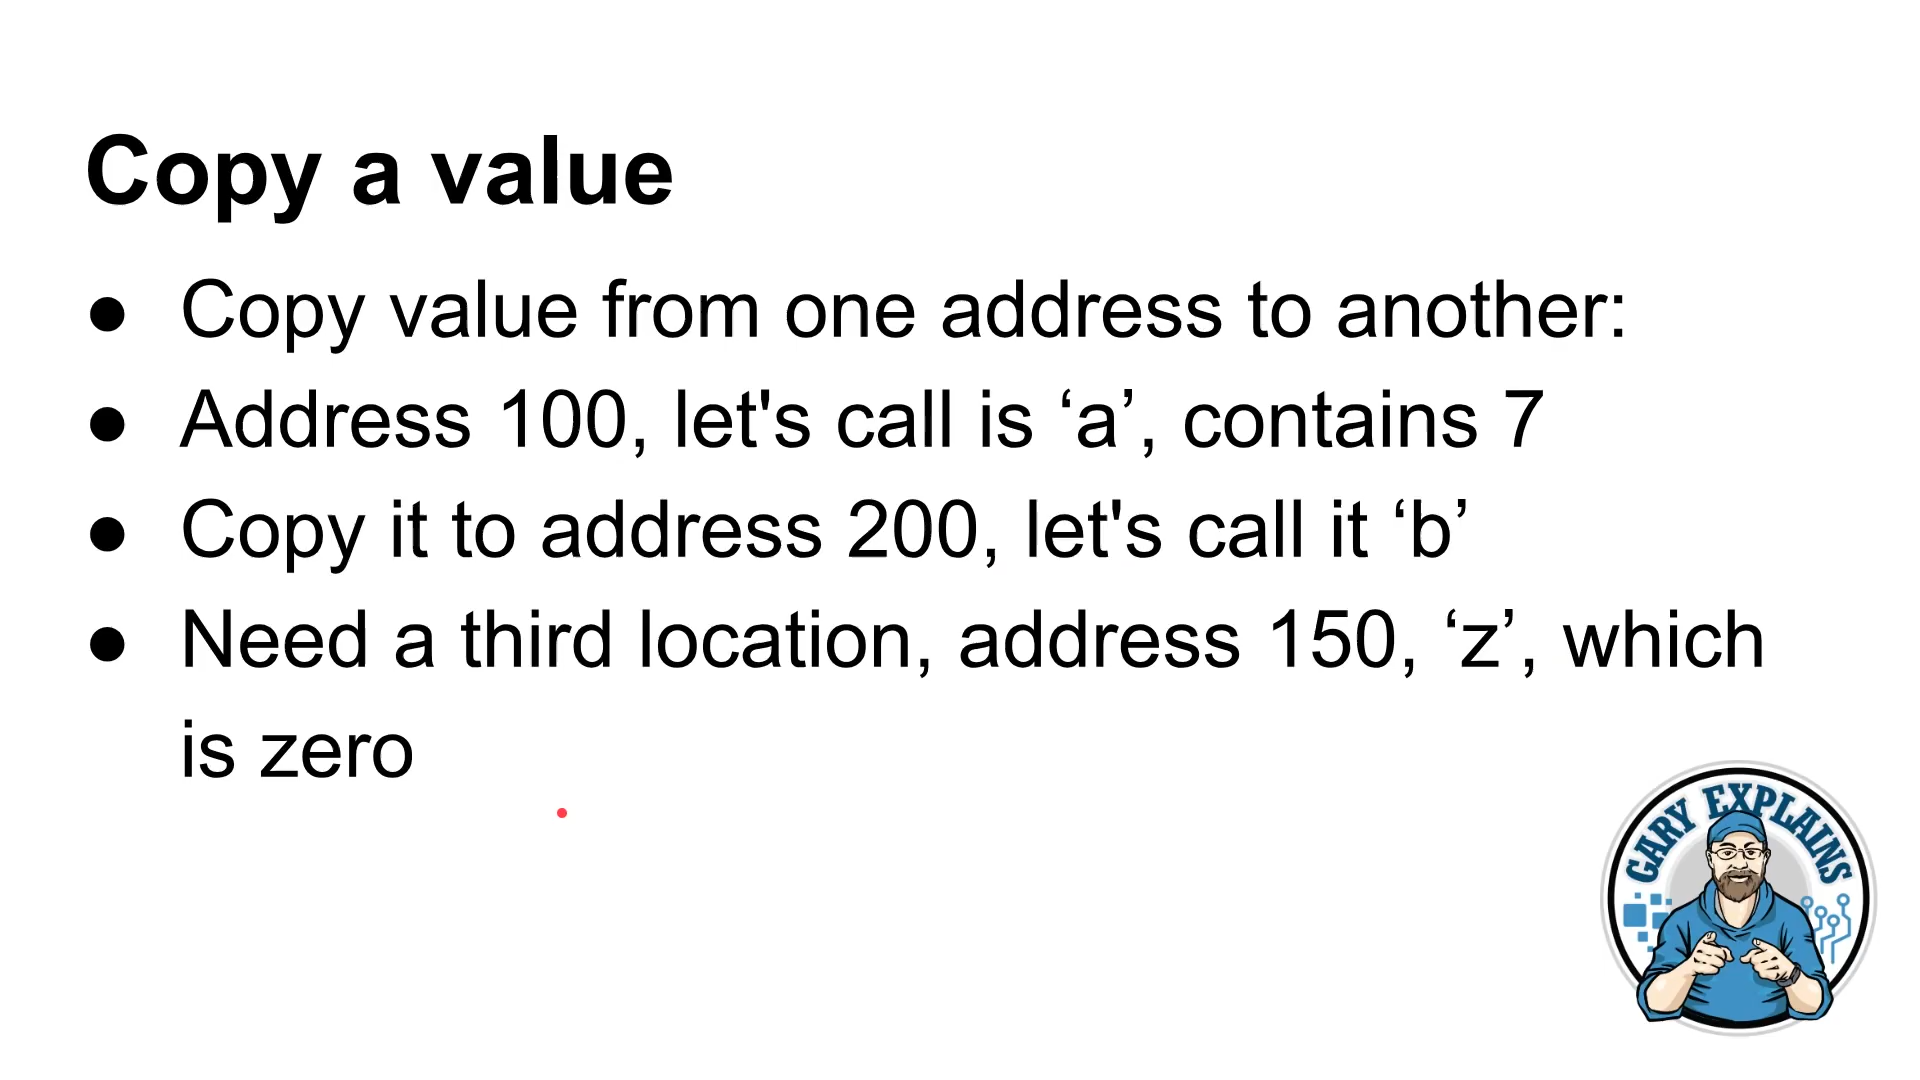 Copy a value
● Copy value from one address to another:
● Address 100, let's call is ‘a’, contains 7
● Copy it to address 200, let's call it ‘b’
● Need a third location, address 150, ‘z’, which
is zero
GARY EXPLAINS